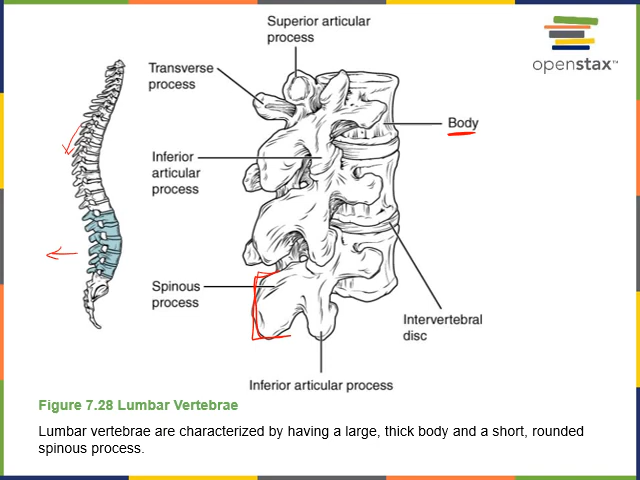 Superior articular
process
openstax™
Transverse
process
Body
Inferior
articular
process
Spinous
process
Intervertebral
disc
Inferior articular process
Figure 7.28 Lumbar Vertebrae
Lumbar vertebrae are characterized by having a large, thick body and a short, rounded
spinous process.